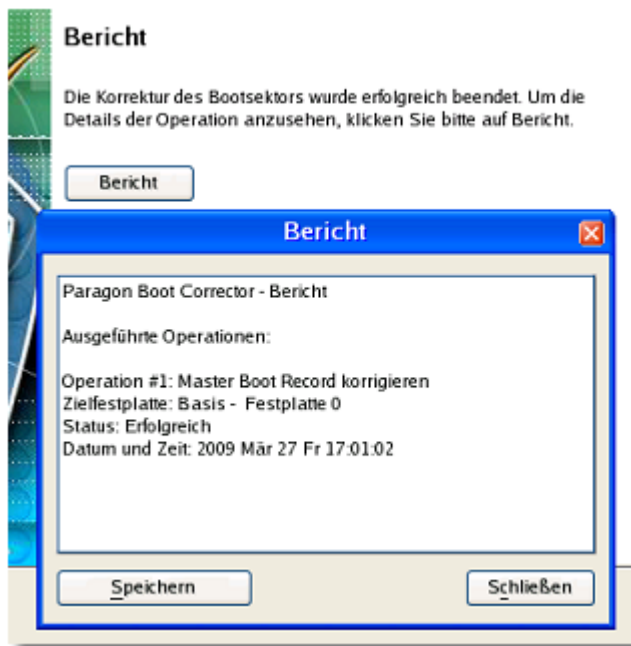 Bericht
Die Korrektur des Bootsektors wurde erfolgreich beendet. Um die
Details der Operation anzusehen, klicken Sie bitte auf Bericht.
Bericht
Bericht
Paragon Boot Corrector - Bericht
Ausgeführte Operationen:
Operation #1: Master Boot Record korrigieren
Zielfestplatte: Basis - Festplatte 0
Status: Erfolgreich
Datum und Zeit: 2009 Mär 27 Fr 17:01:02
Speichern
Schließen